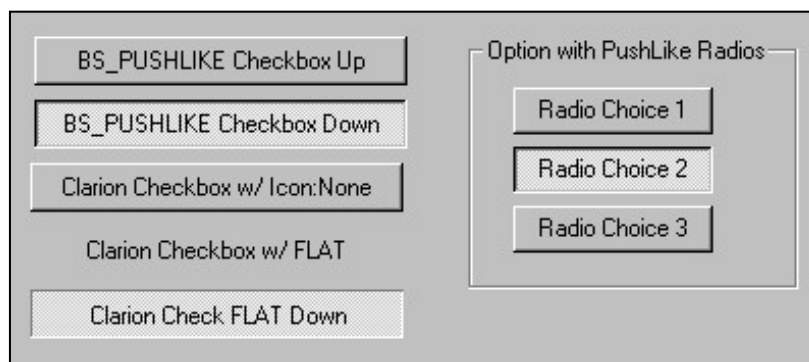 BS_PUSHLIKE Checkbox Up
BS_PUSHLIKE Checkbox Down
Clarion Checkbox w/ Icon:None
Clarion Checkbox w/ FLAT
Clarion Check FLAT Down
Option with PushLike Radios
Radio Choice 1
Radio Choice 2
Radio Choice 3